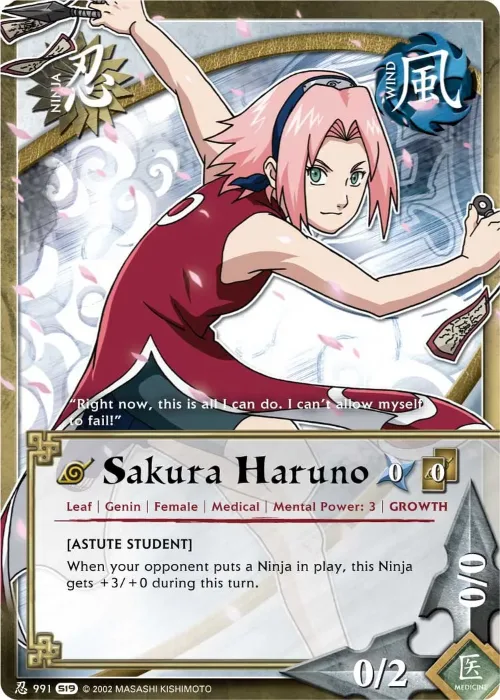 NINJA 忍
WIND 風
"Right now, this is all I can do. I can't allow myself
to fail!"
Sakura Haruno 0 0
Leaf | Genin | Female | Medical | Mental Power: 3 | GROWTH
[ASTUTE STUDENT]
When your opponent puts a Ninja in play, this Ninja
gets +3/+0 during this turn.
0/0
0/2
医
MEDICINE
忍 991 S19 © 2002 MASASHI KISHIMOTO